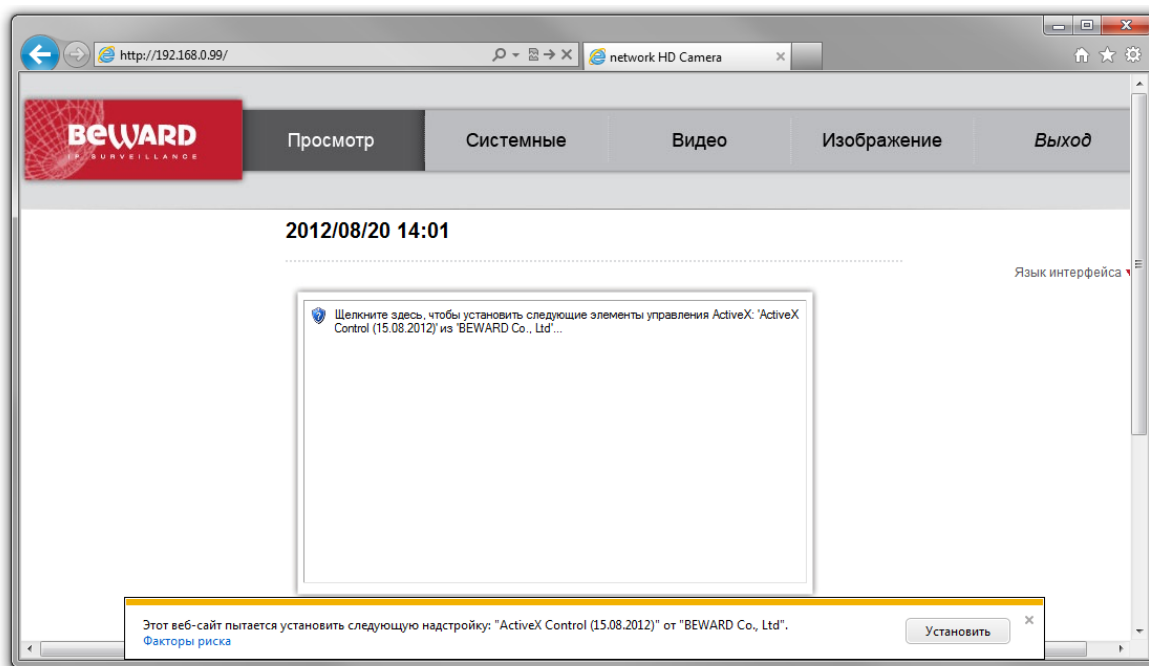 http://192.168.0.99/
network HD Camera
BEWARD
IP SURVEILLANCE
Просмотр
Системные
Видео
Изображение
Выход
2012/08/20 14:01
Язык интерфейса
Щелкните здесь, чтобы установить следующие элементы управления ActiveX: 'ActiveX
Control (15.08.2012)' из 'BEWARD Co., Ltd'...
Этот веб-сайт пытается установить следующую надстройку: "ActiveX Control (15.08.2012)" от "BEWARD Co., Ltd".
Факторы риска
Установить